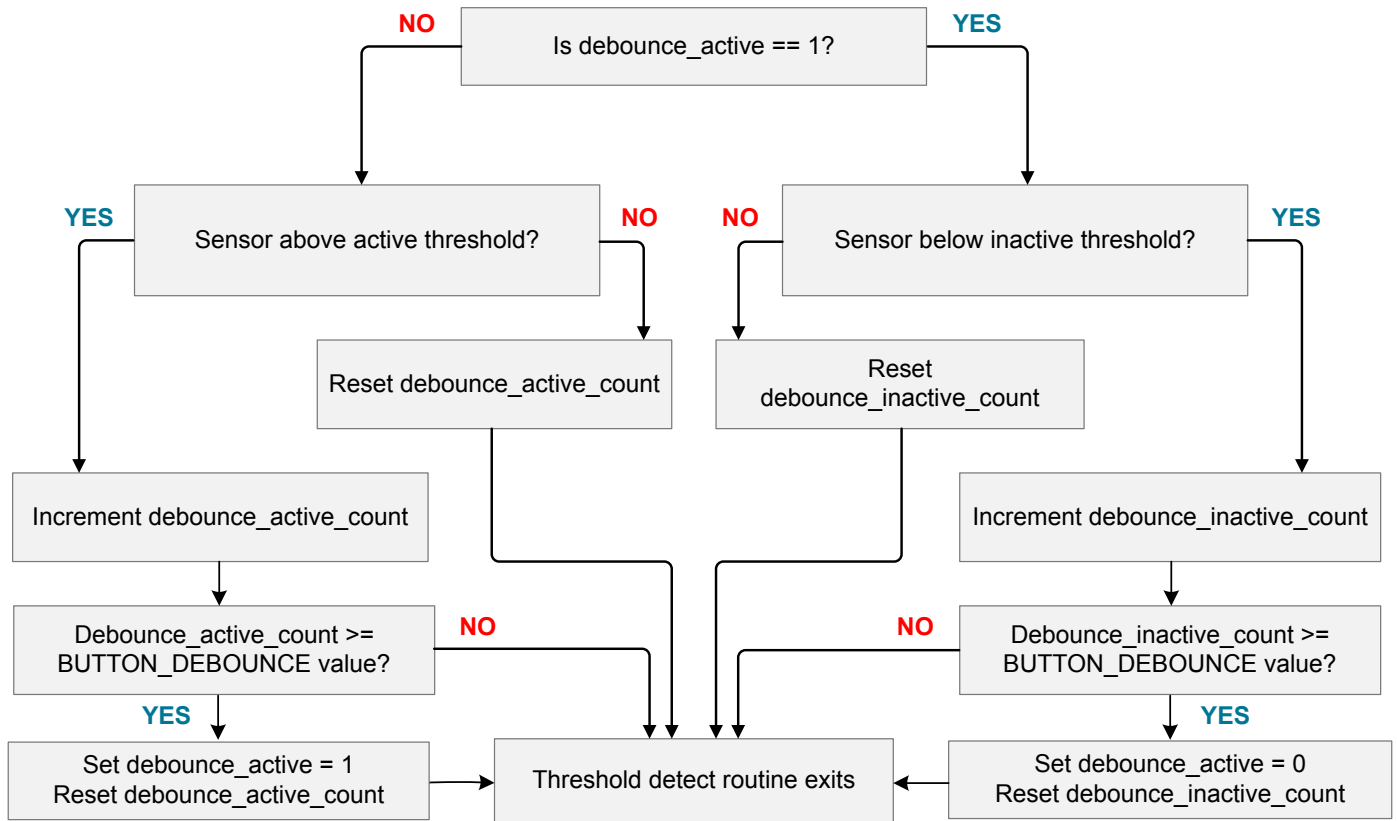 NO
YES
Is debounce_active == 1?
YES
NO
NO
YES
Sensor above active threshold?
Sensor below inactive threshold?
Reset debounce_active_count
Reset
debounce_inactive_count
Increment debounce_active_count
Increment debounce_inactive_count
Debounce_active_count >=
BUTTON_DEBOUNCE value?
NO
NO
Debounce_inactive_count >=
BUTTON_DEBOUNCE value?
YES
YES
Set debounce_active = 1
Reset debounce_active_count
Threshold detect routine exits
Set debounce_active = 0
Reset debounce_inactive_count